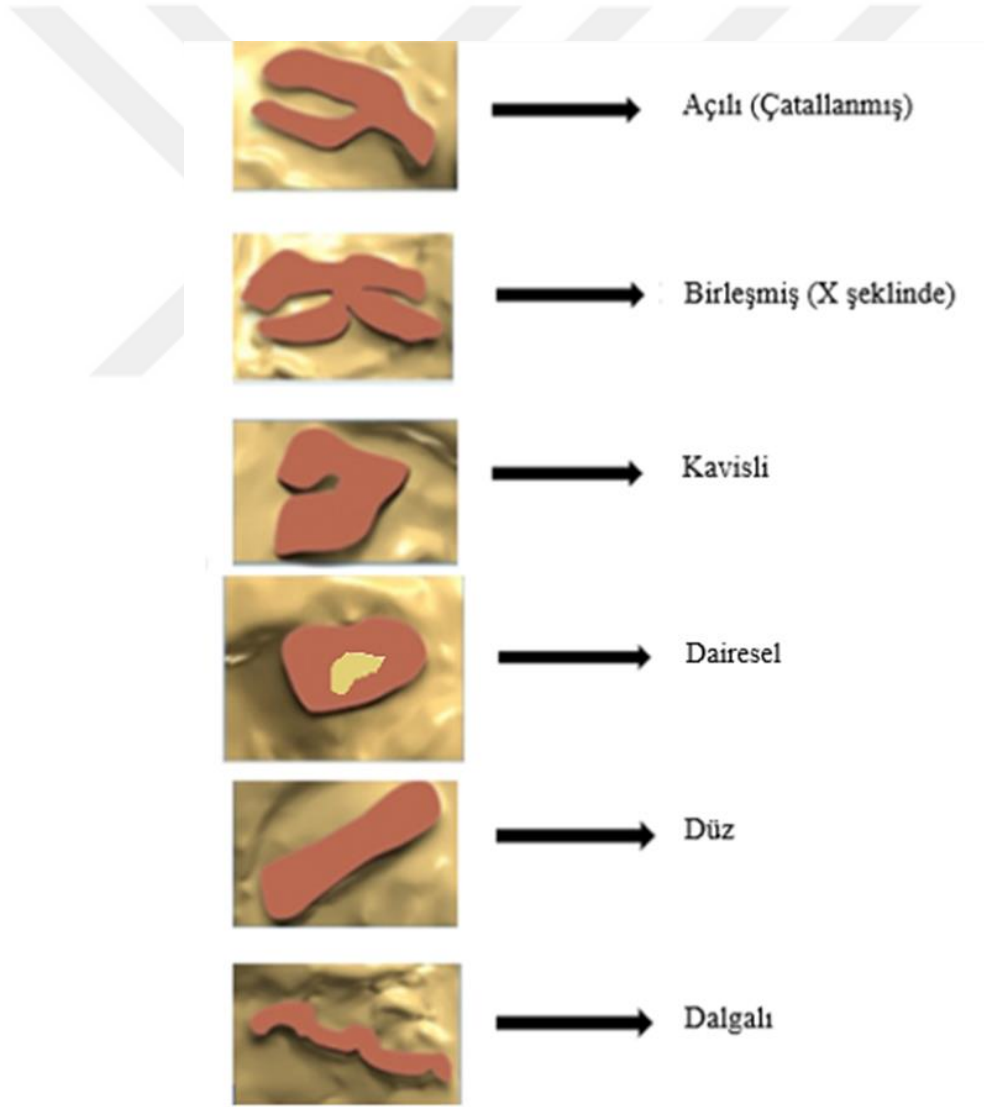 Açılı (Çatallanmış)
Birleşmiş (X şeklinde)
Kavisli
Dairesel
Düz
Dalgalı